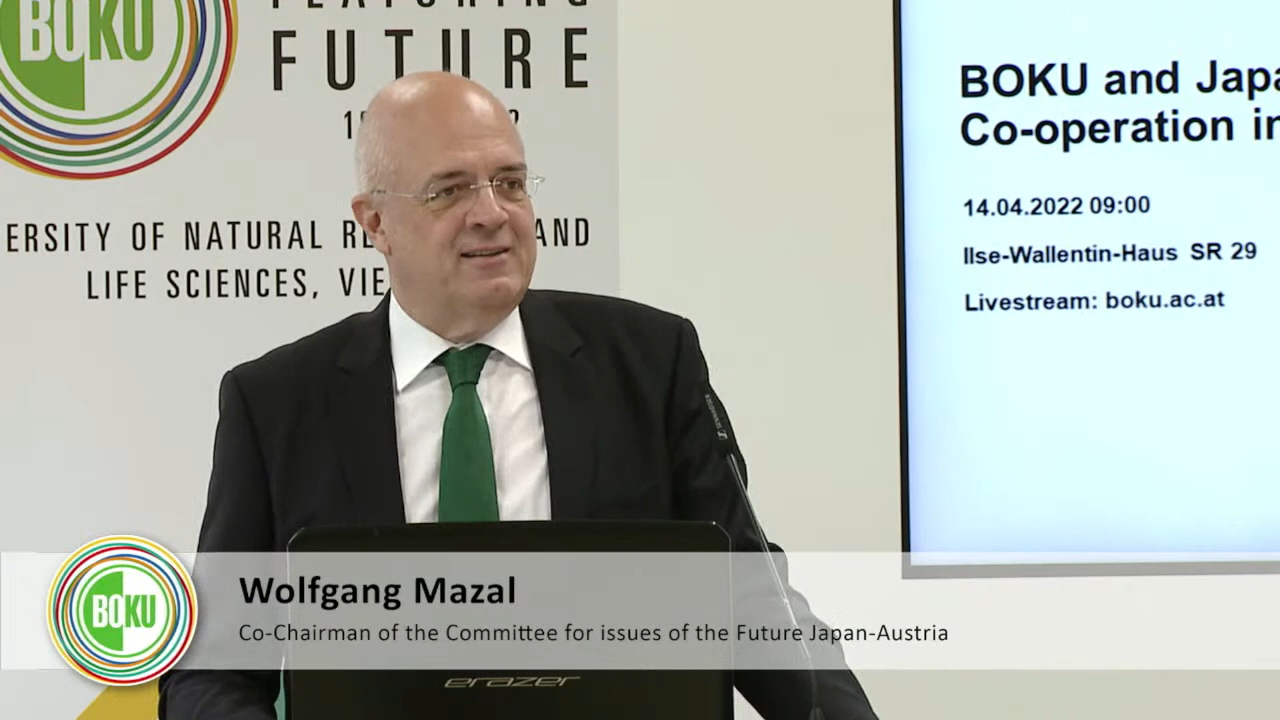 BOKU
FUTURE
ERSITY OF NATURAL RE AND
LIFE SCIENCES, VIE
BOKU and Japa
Co-operation in
14.04.2022 09:00
Ilse-Wallentin-Haus SR 29
Livestream: boku.ac.at
SENNHEISER
BOKU
Wolfgang Mazal
Co-Chairman of the Committee for issues of the Future Japan-Austria
erazer